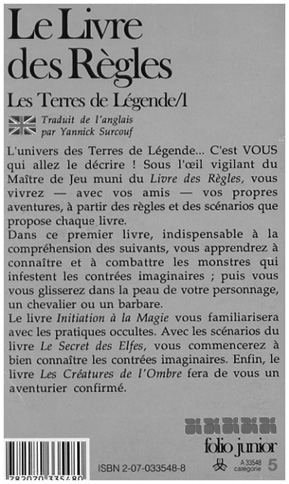 Le Livre
des Règles
Les Terres de Légende/1
Traduit de l'anglais
par Yannick Surcouf
L'univers des Terres de Légende... C'est VOUS
qui allez le décrire ! Sous l'œil vigilant du
Maître de Jeu muni du Livre des Règles, vous
vivrez — avec vos amis — vos propres
aventures, à partir des règles et des scénarios que
propose chaque livre.
Dans ce premier livre, indispensable à la
compréhension des suivants, vous apprendrez à
connaître et à combattre les monstres qui
infestent les contrées imaginaires ; puis vous
vous glisserez dans la peau de votre personnage,
un chevalier ou un barbare.
Le livre Initiation à la Magie vous familiarisera
avec les pratiques occultes. Avec les scénarios du
livre Le Secret des Elfes, vous commencerez à
bien connaître les contrées imaginaires. Enfin, le
livre Les Créatures de l'Ombre fera de vous un
aventurier confirmé.
folio junior
ISBN 2-07-033548-8
A 33548
catégorie 5
9782070335480